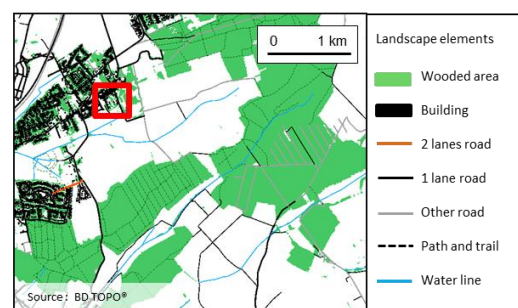 0 1 km
Landscape elements
Wooded area
Building
2 lanes road
1 lane road
Other road
Path and trail
Water line
Source : BD TOPO®